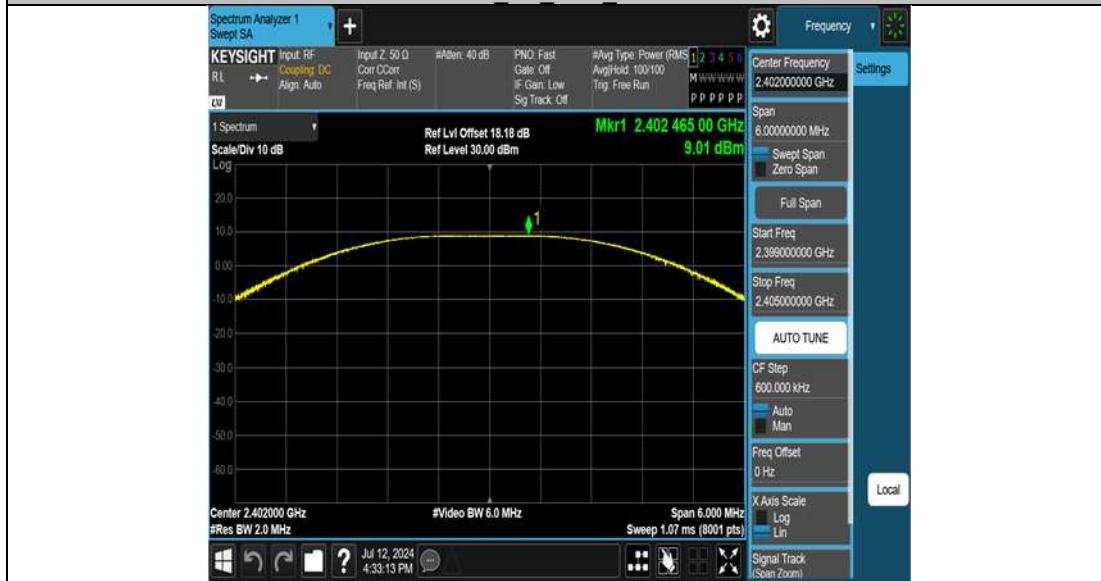 Spectrum Analyzer 1
Swept SA
+
Frequency
KEYSIGHT
RL
Input: RF
Coupling: DC
Align: Auto
Input Z: 50 Ω
Corr CCorr
Freq Ref: Int (S)
#Atten: 40 dB
PNO: Fast
Gate: Off
IF Gain: Low
Sig Track: Off
#Avg Type: Power (RMS
Avg|Hold: 100/100
Trig: Free Run
1 2 3 4 5 6
M W W W W W
P P P P P P
1 Spectrum
Scale/Div 10 dB
Ref Lvl Offset 18.18 dB
Ref Level 30.00 dBm
Mkr1 2.402 465 00 GHz
9.01 dBm
Log
20.0
10.0
0.00
-10.0
-20.0
-30.0
-40.0
-50.0
-60.0
1
Center 2.402000 GHz
#Res BW 2.0 MHz
#Video BW 6.0 MHz
Span 6.000 MHz
Sweep 1.07 ms (8001 pts)
Jul 12, 2024
4:33:13 PM
Center Frequency
2.402000000 GHz
Settings
Span
6.00000000 MHz
Swept Span
Zero Span
Full Span
Start Freq
2.399000000 GHz
Stop Freq
2.405000000 GHz
AUTO TUNE
CF Step
600.000 kHz
Auto
Man
Freq Offset
0 Hz
X Axis Scale
Log
Lin
Local
Signal Track
(Span Zoom)